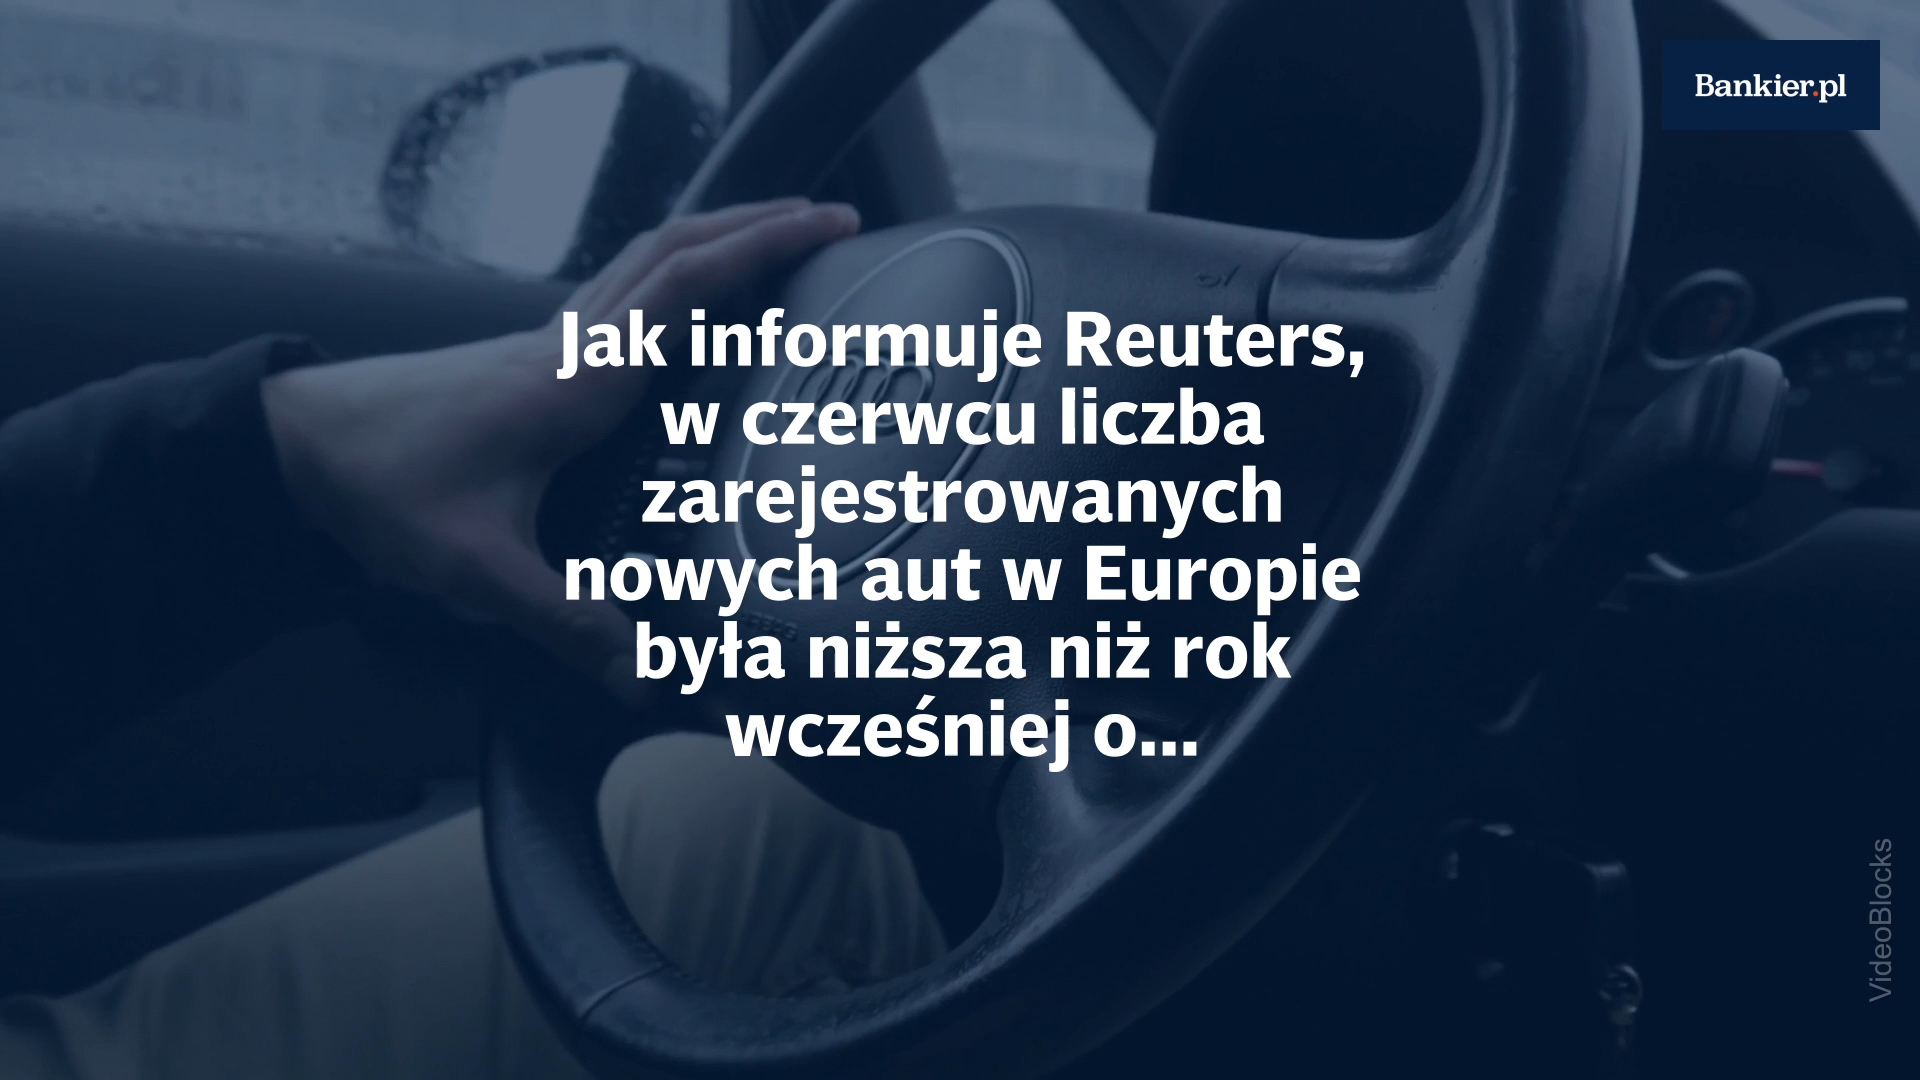 Bankier.pl
Jak informuje Reuters,
w czerwcu liczba
zarejestrowanych
nowych aut w Europie
była niższa niż rok
wcześniej o...
VideoBlocks